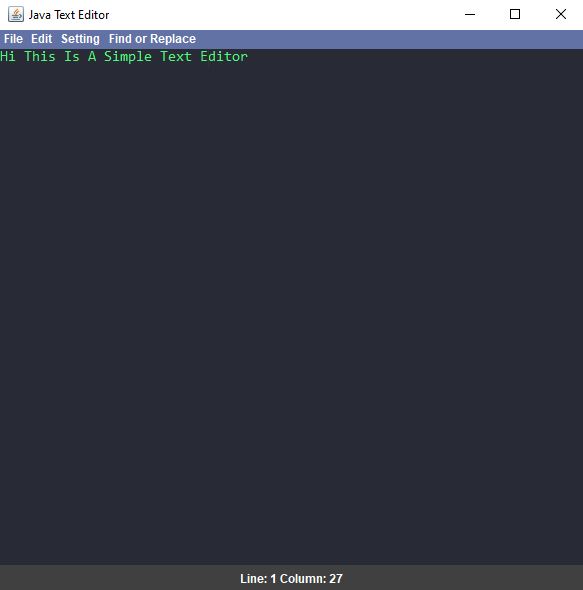 Java Text Editor
File Edit Setting Find or Replace
Hi This Is A Simple Text Editor
Line: 1 Column: 27